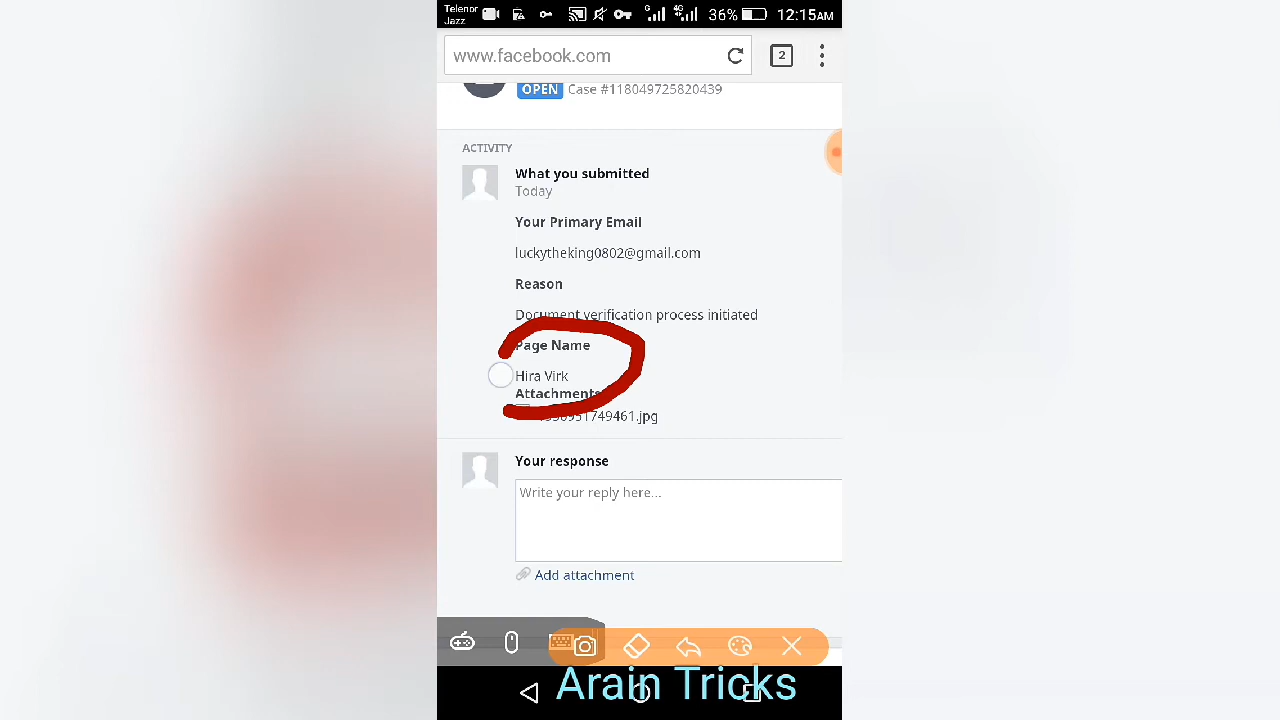 Telenor
Jazz
G
4G
36%
12:15AM
www.facebook.com
2
OPEN Case #118049725820439
ACTIVITY
What you submitted
Today
Your Primary Email
luckytheking0802@gmail.com
Reason
Document verification process initiated
Page Name
Hira Virk
Attachments
Your response
Write your reply here...
Add attachment
Arain Tricks